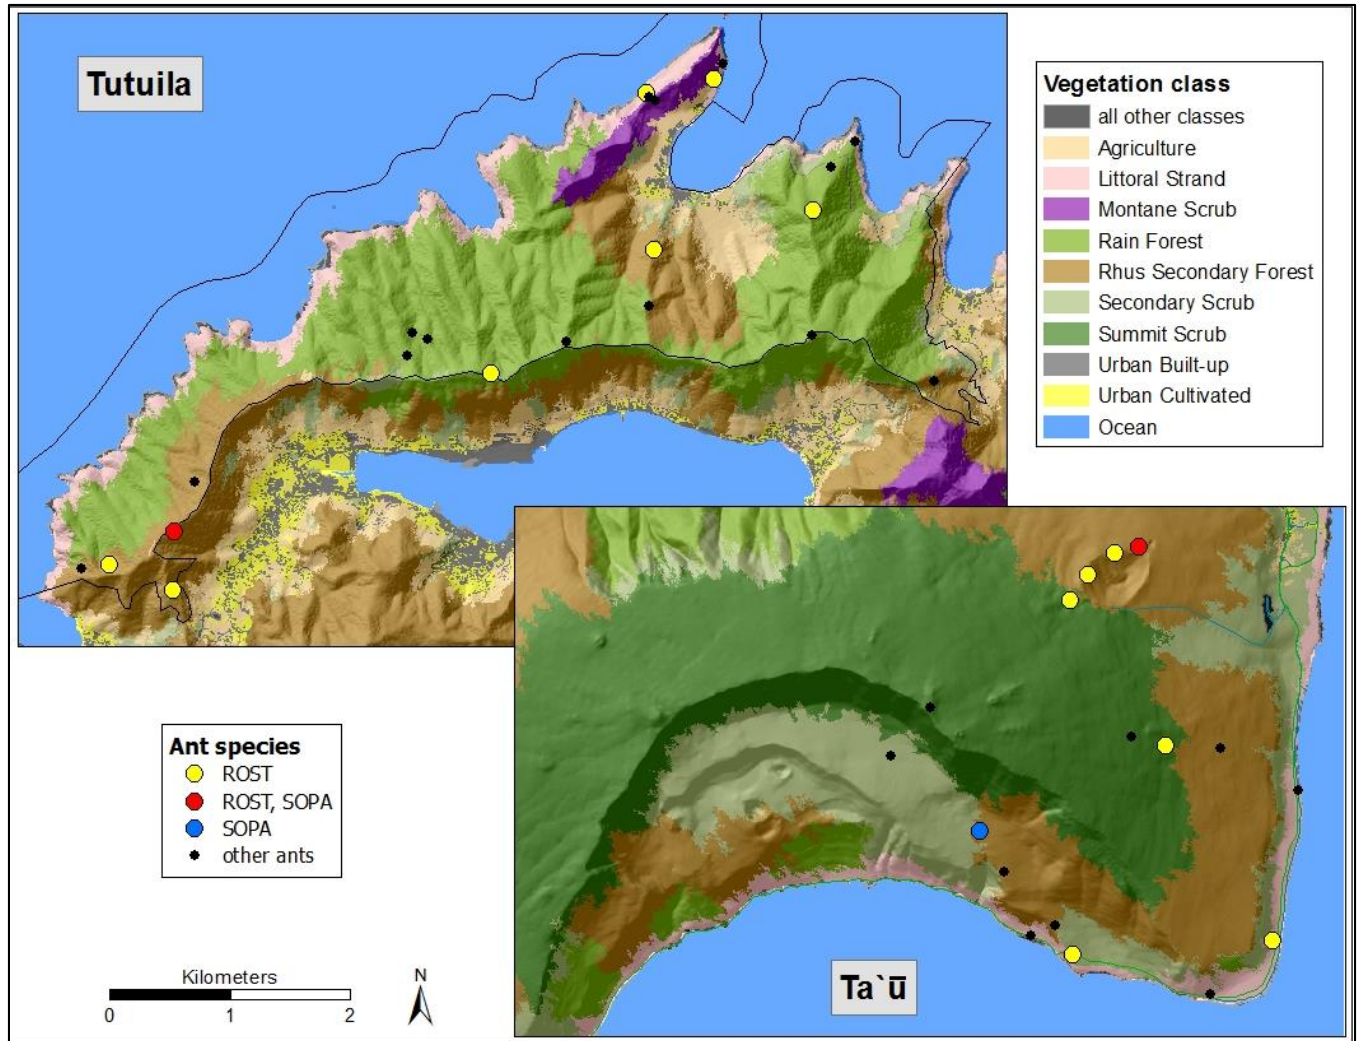 Tutuila
Vegetation class
all other classes
Agriculture
Littoral Strand
Montane Scrub
Rain Forest
Rhus Secondary Forest
Secondary Scrub
Summit Scrub
Urban Built-up
Urban Cultivated
Ocean
Ant species
ROST
ROST, SOPA
SOPA
other ants
Kilometers
0 1 2
N
Ta`ū